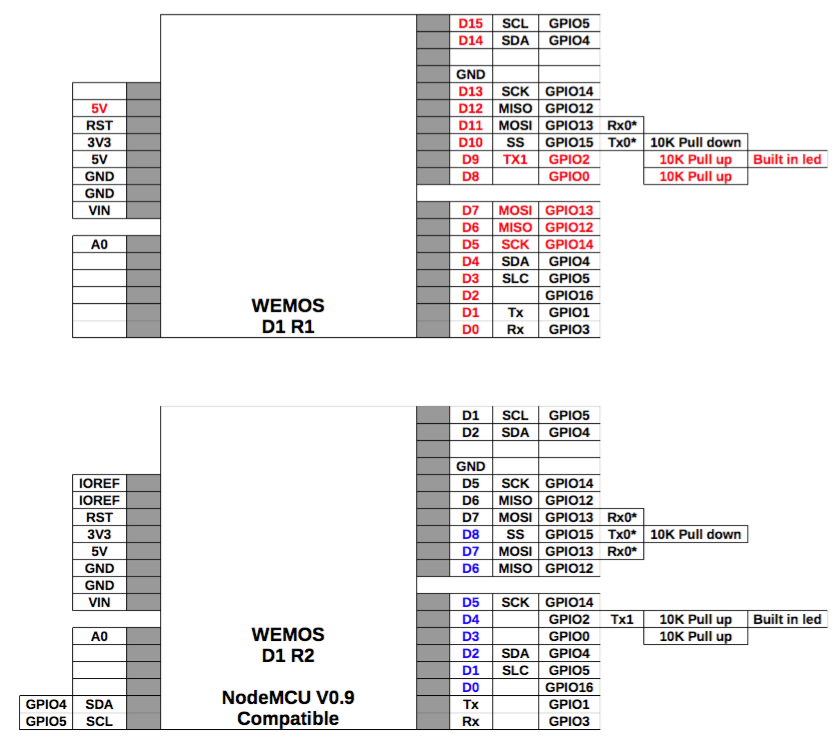 D15 SCL GPIO5
D14 SDA GPIO4
GND
D13 SCK GPIO14
5V D12 MISO GPIO12
RST D11 MOSI GPIO13 Rx0*
3V3 D10 SS GPIO15 Tx0* 10K Pull down
5V D9 TX1 GPIO2 10K Pull up Built in led
GND D8 GPIO0 10K Pull up
GND
VIN D7 MOSI GPIO13
D6 MISO GPIO12
A0 D5 SCK GPIO14
D4 SDA GPIO4
D3 SLC GPIO5
D2 GPIO16
WEMOS
D1 Tx GPIO1
D1 R1
D0 Rx GPIO3
D1 SCL GPIO5
D2 SDA GPIO4
GND
IOREF D5 SCK GPIO14
IOREF D6 MISO GPIO12
RST D7 MOSI GPIO13 Rx0*
3V3 D8 SS GPIO15 Tx0* 10K Pull down
5V D7 MOSI GPIO13 Rx0*
GND D6 MISO GPIO12
GND
VIN D5 SCK GPIO14
D4 GPIO2 Tx1 10K Pull up Built in led
A0 WEMOS D3 GPIO0 10K Pull up
D1 R2 D2 SDA GPIO4
D1 SLC GPIO5
D0 GPIO16
GPIO4 SDA NodeMCU V0.9 Tx GPIO1
GPIO5 SCL Compatible Rx GPIO3